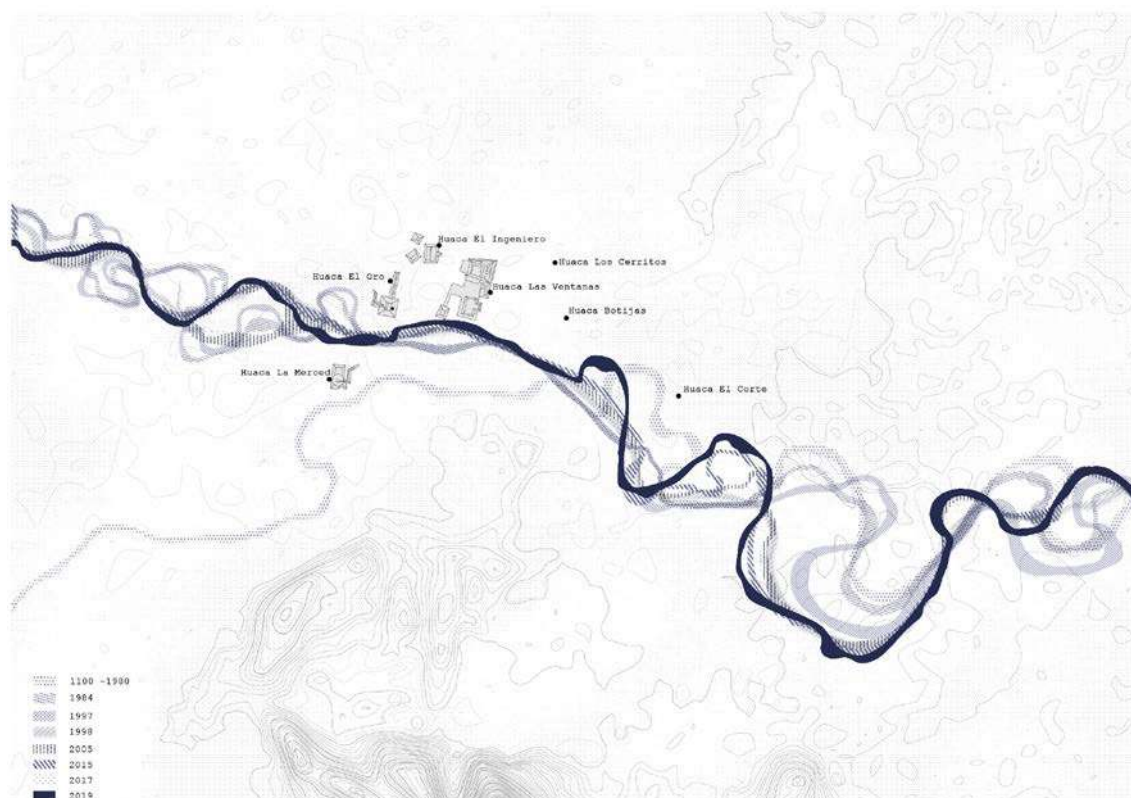 Huaca El Ingeniero
Huaca Los Cerritos
Huaca El Oro
Huaca Las Ventanas
Huaca Botijas
Huaca La Merced
Huaca El Corte
1100 -1900
1984
1997
1998
2005
2015
2017
2019